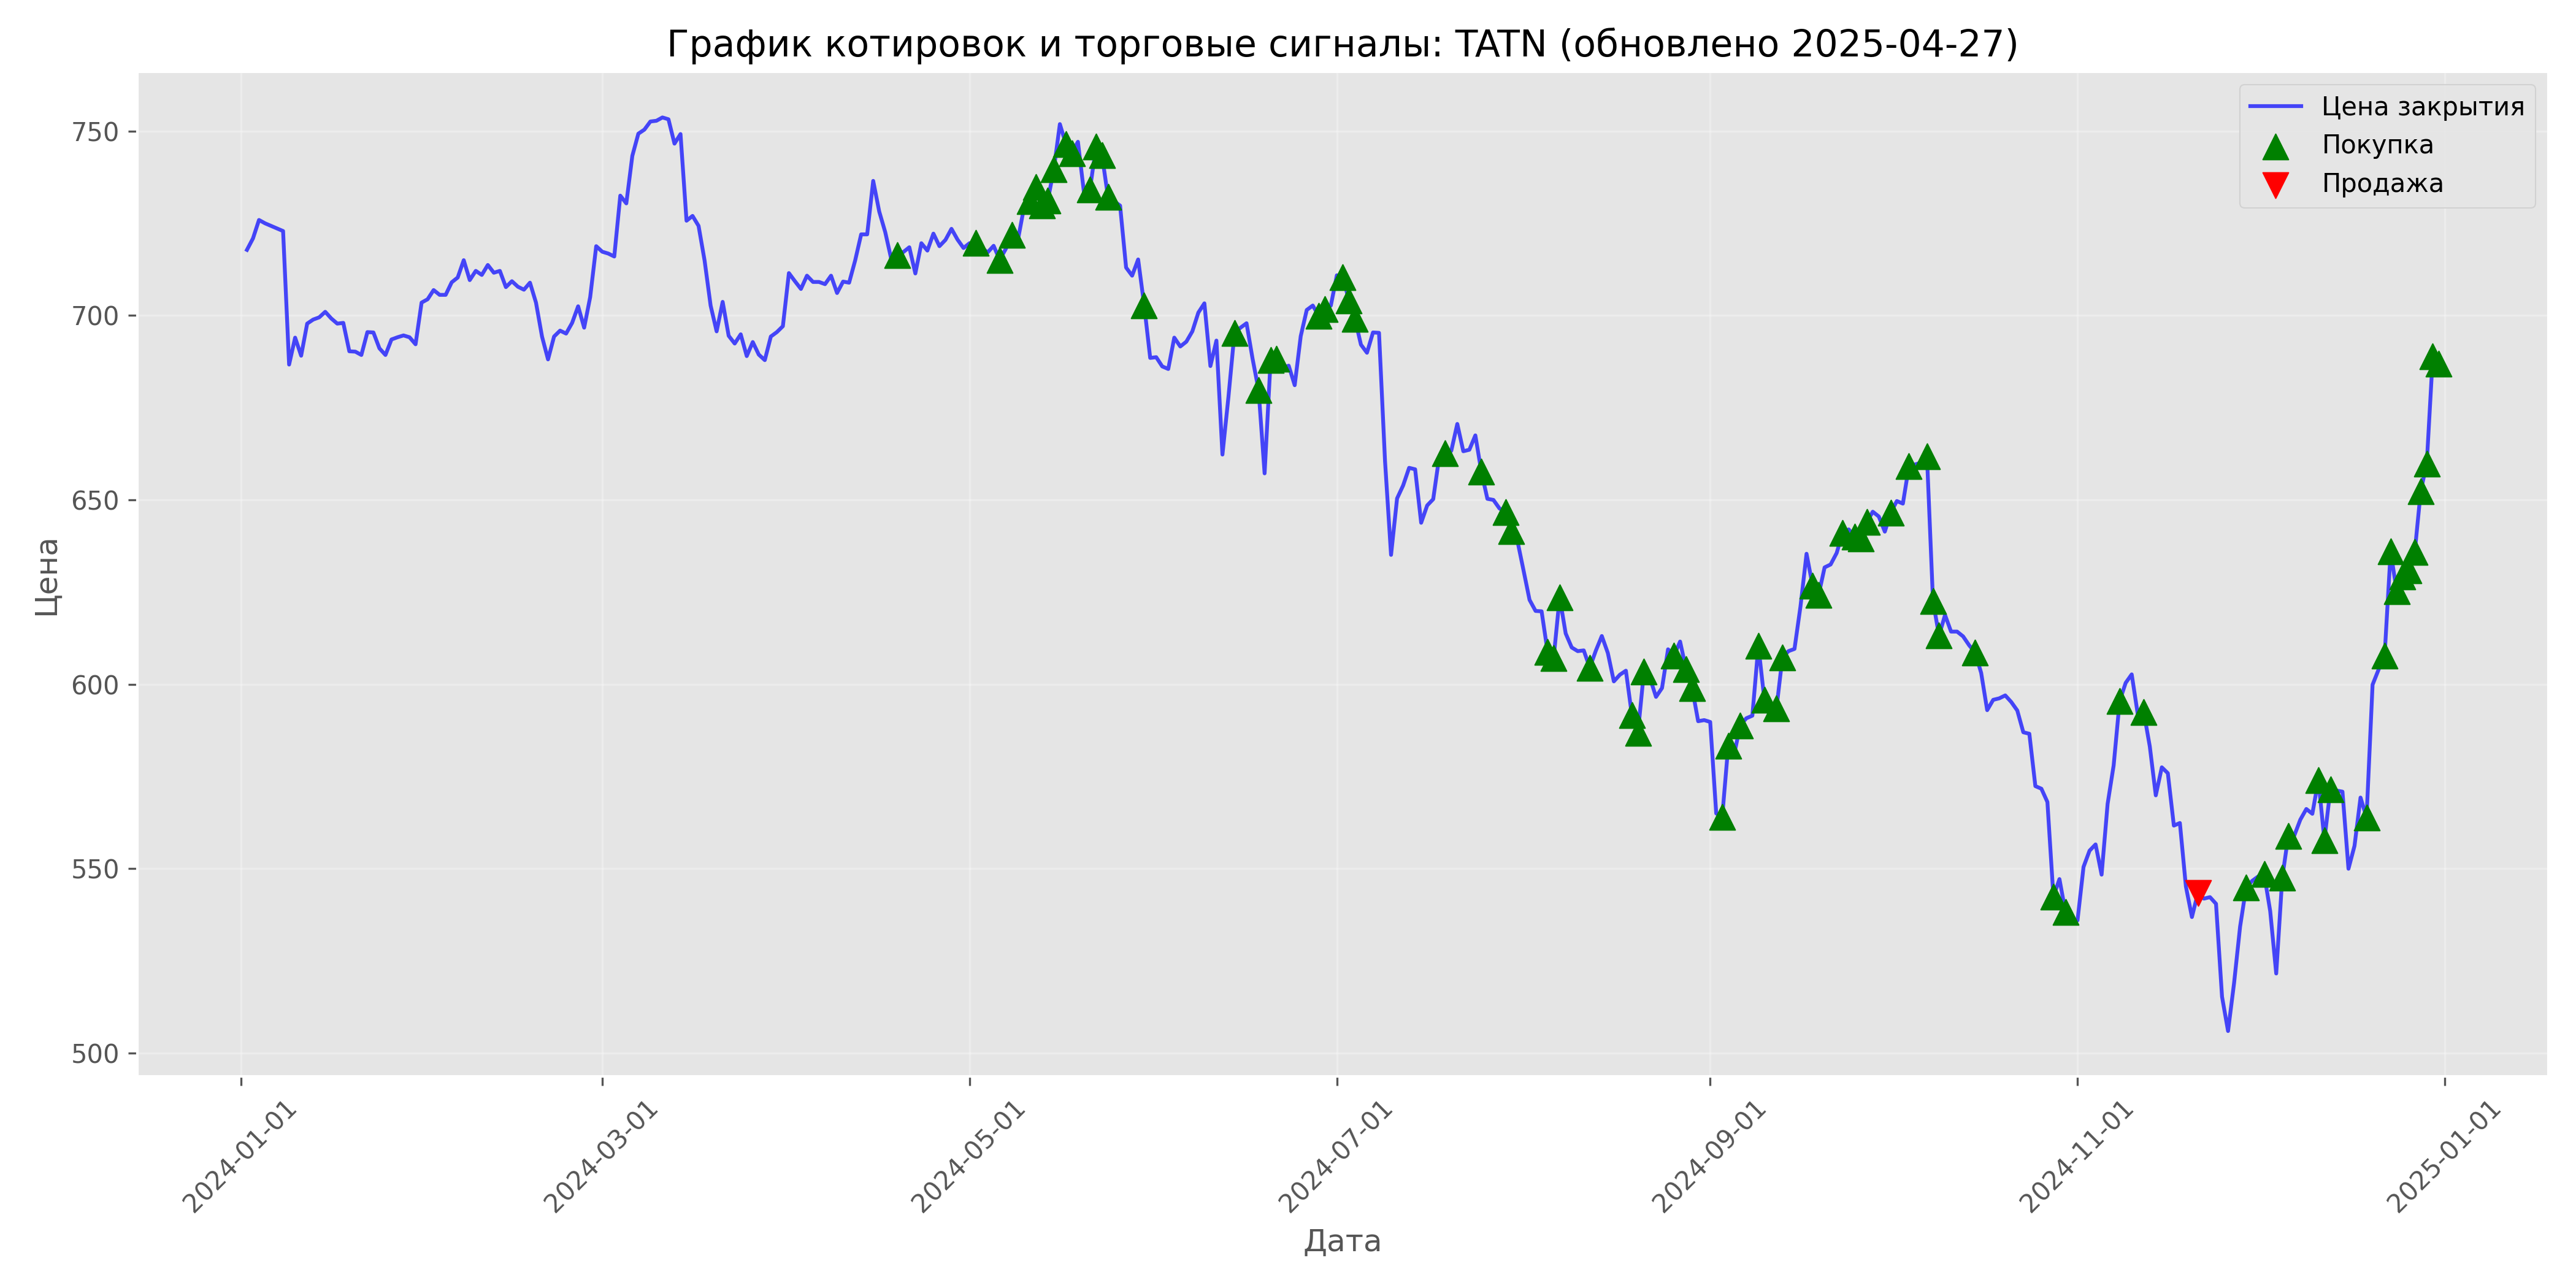 График котировок и торговые сигналы: TATN (обновлено 2025-04-27)
Цена закрытия
Покупка
Продажа
Цена
750
700
650
600
550
500
2024-01-01
2024-03-01
2024-05-01
2024-07-01
2024-09-01
2024-11-01
2025-01-01
Дата